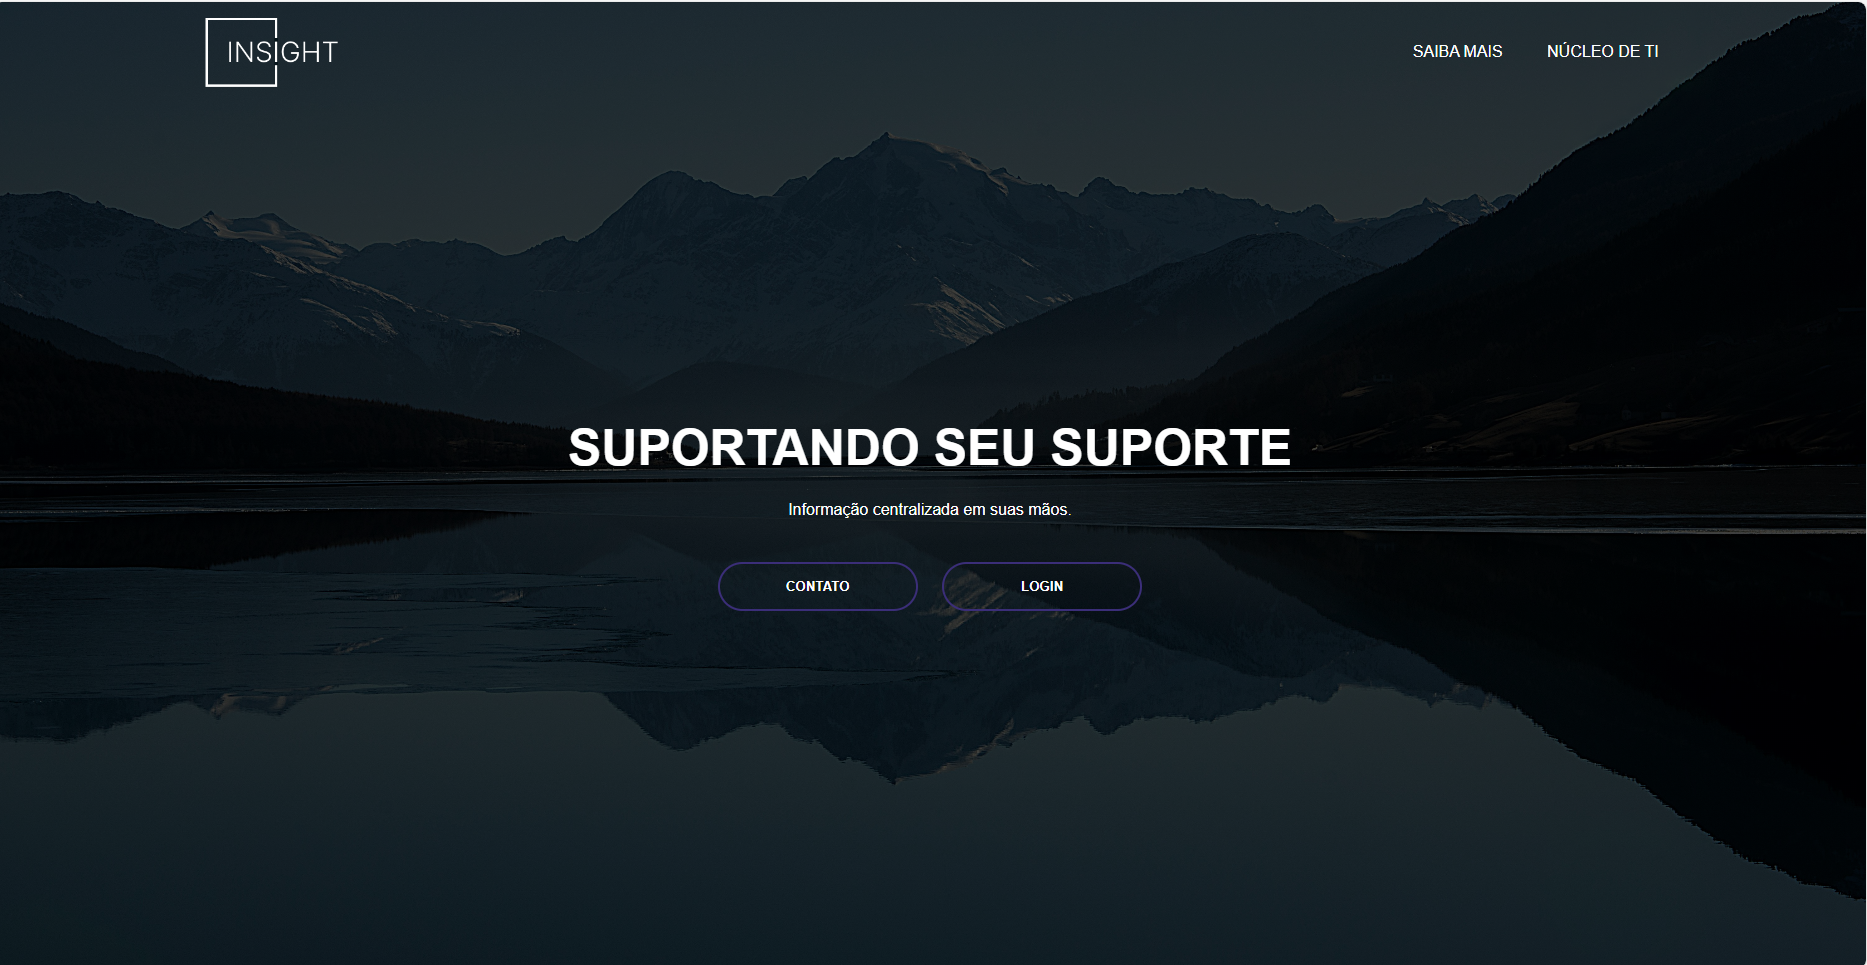 INSIGHT
SAIBA MAIS
NÚCLEO DE TI
SUPORTANDO SEU SUPORTE
Informação centralizada em suas mãos.
CONTATO
LOGIN